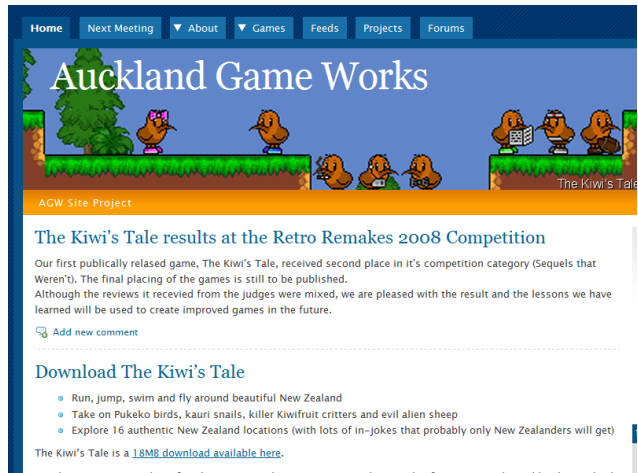 Home Next Meeting ▼ About ▼ Games Feeds Projects Forums
Auckland Game Works
The Kiwi's Tale
AGW Site Project
The Kiwi's Tale results at the Retro Remakes 2008 Competition
Our first publically relased game, The Kiwi's Tale, received second place in it's competition category (Sequels that
Weren't). The final placing of the games is still to be published.
Although the reviews it recevied from the judges were mixed, we are pleased with the result and the lessons we have
learned will be used to create improved games in the future.
Add new comment
Download The Kiwi's Tale
Run, jump, swim and fly around beautiful New Zealand
Take on Pukeko birds, kauri snails, killer Kiwifruit critters and evil alien sheep
Explore 16 authentic New Zealand locations (with lots of in-jokes that probably only New Zealanders will get)
The Kiwi's Tale is a 18MB download available here.